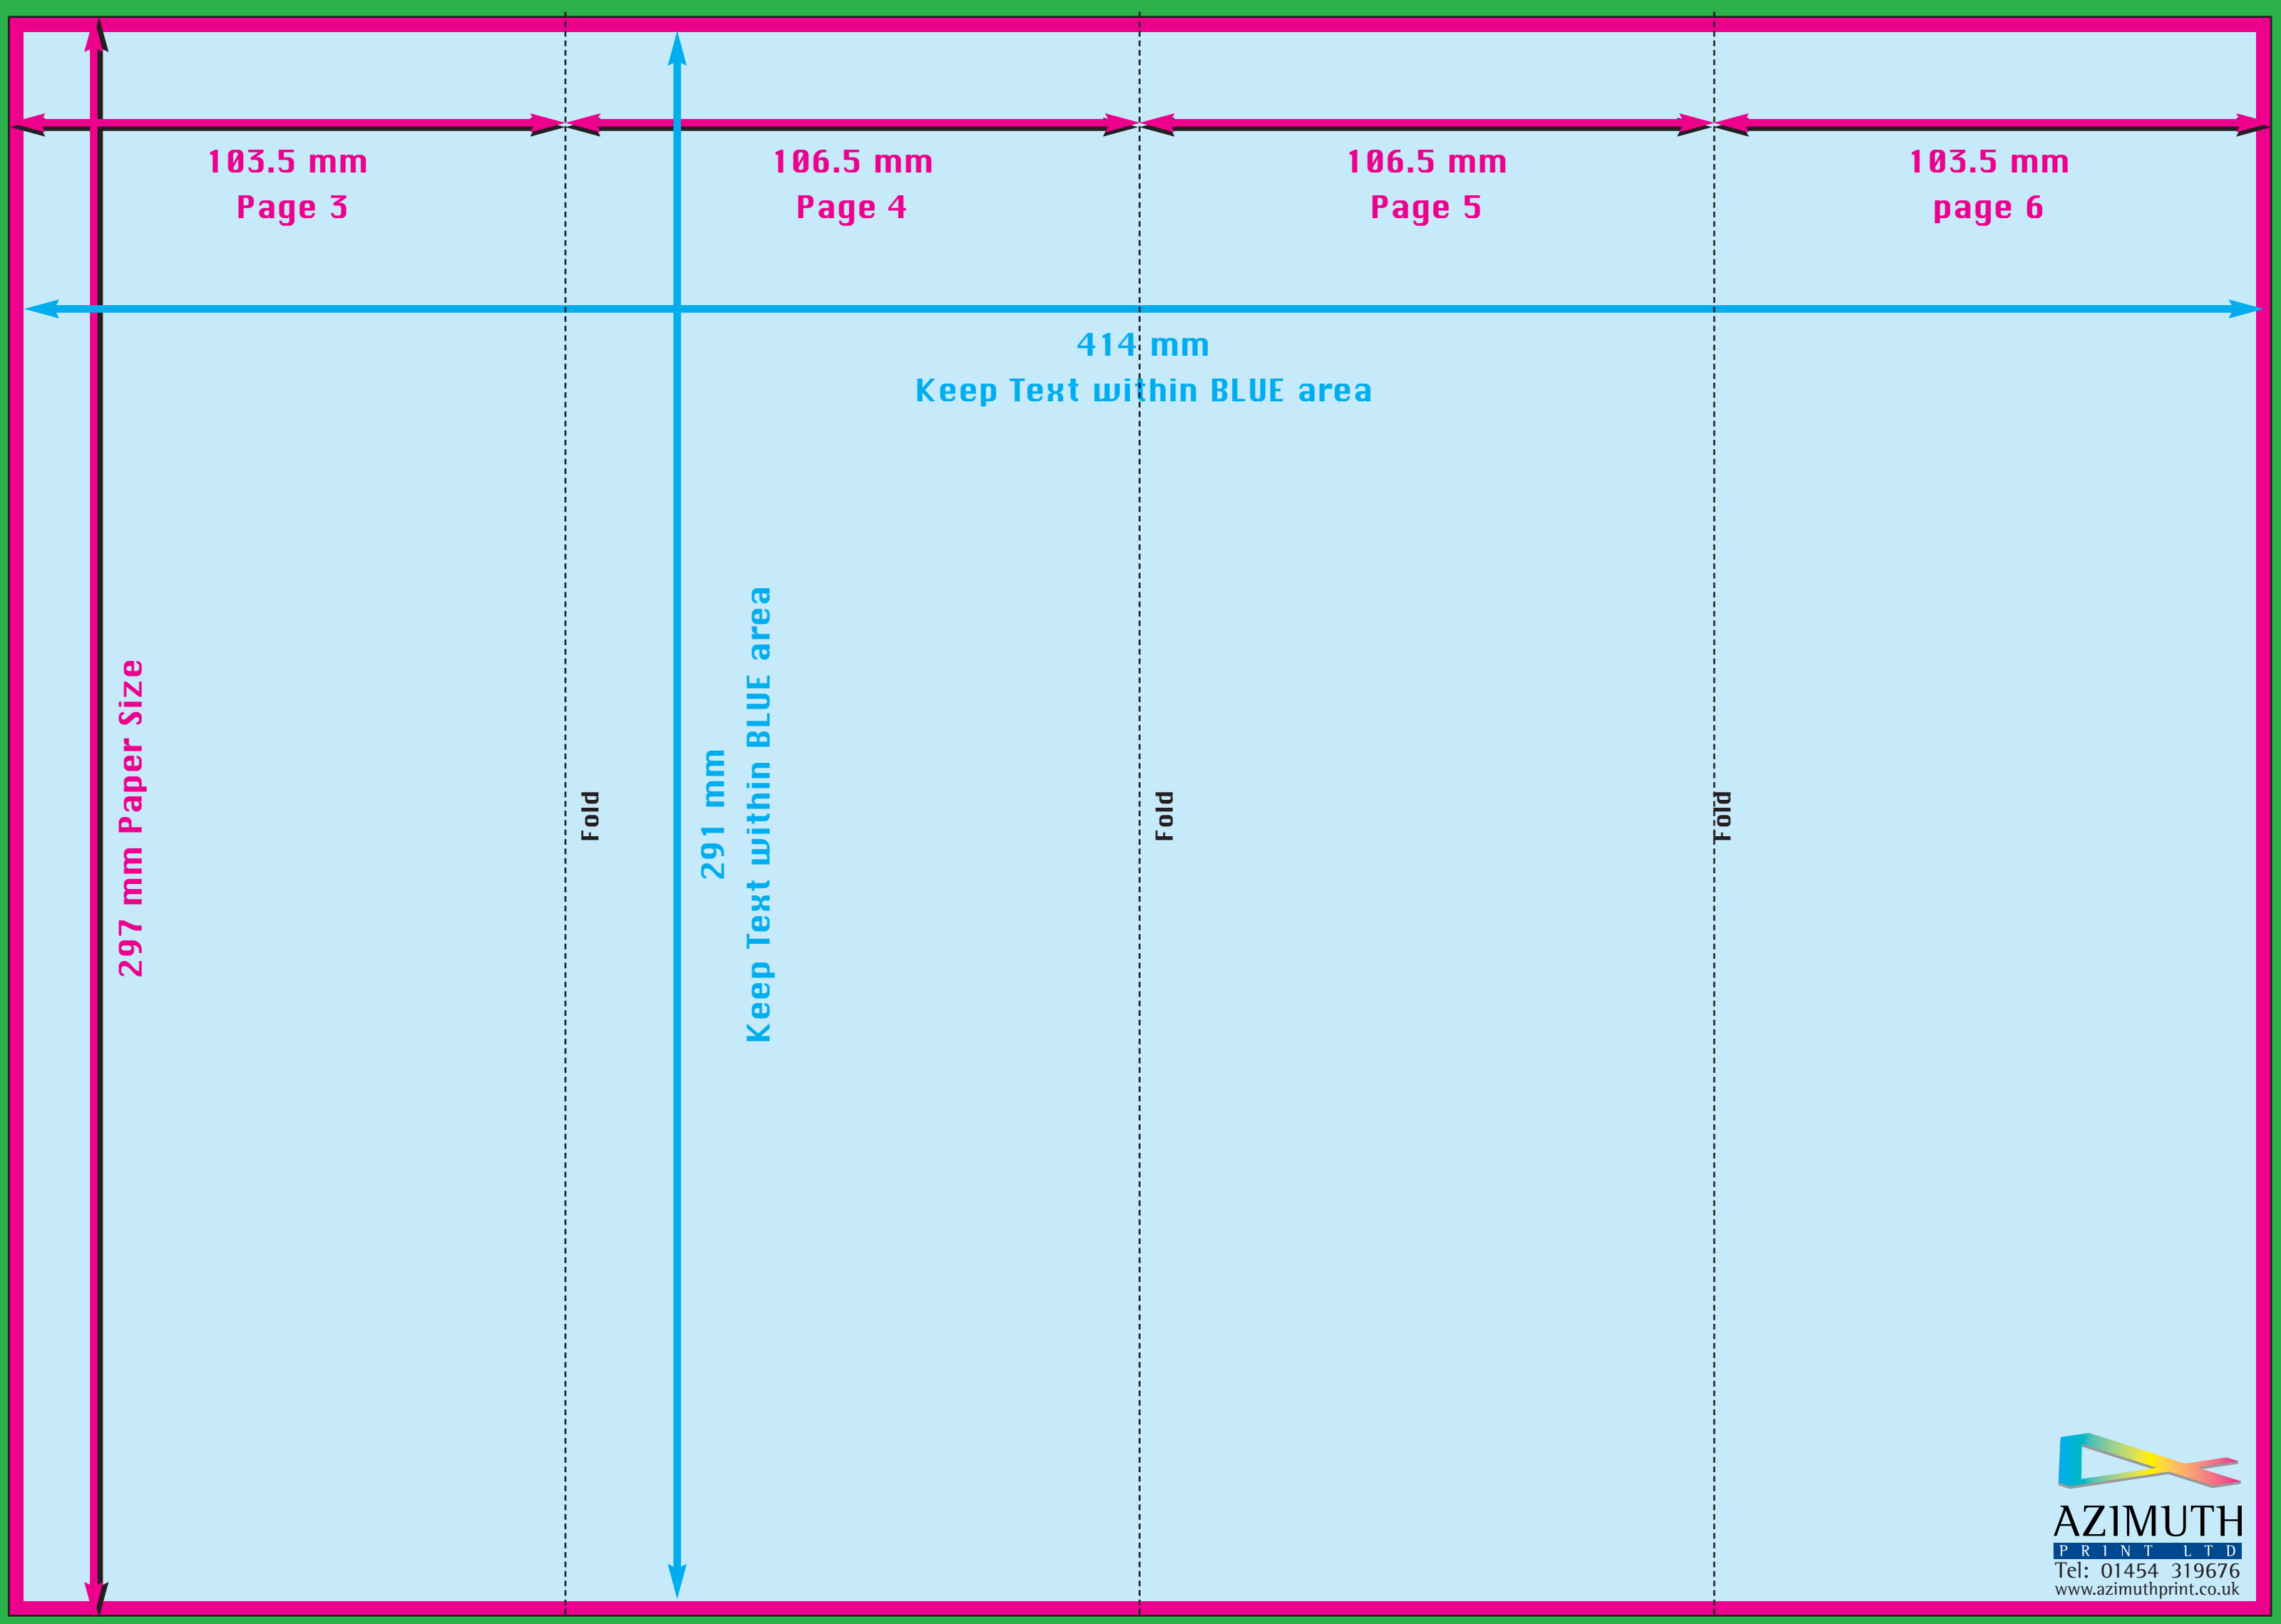 103.5 mm
Page 3
106.5 mm
Page 4
106.5 mm
Page 5
103.5 mm
page 6
414 mm
Keep Text within BLUE area
297 mm Paper Size
Fold
291 mm
Keep Text within BLUE area
Fold
Fold
AZIMUTH
PRINT LTD
Tel: 01454 319676
www.azimuthprint.co.uk